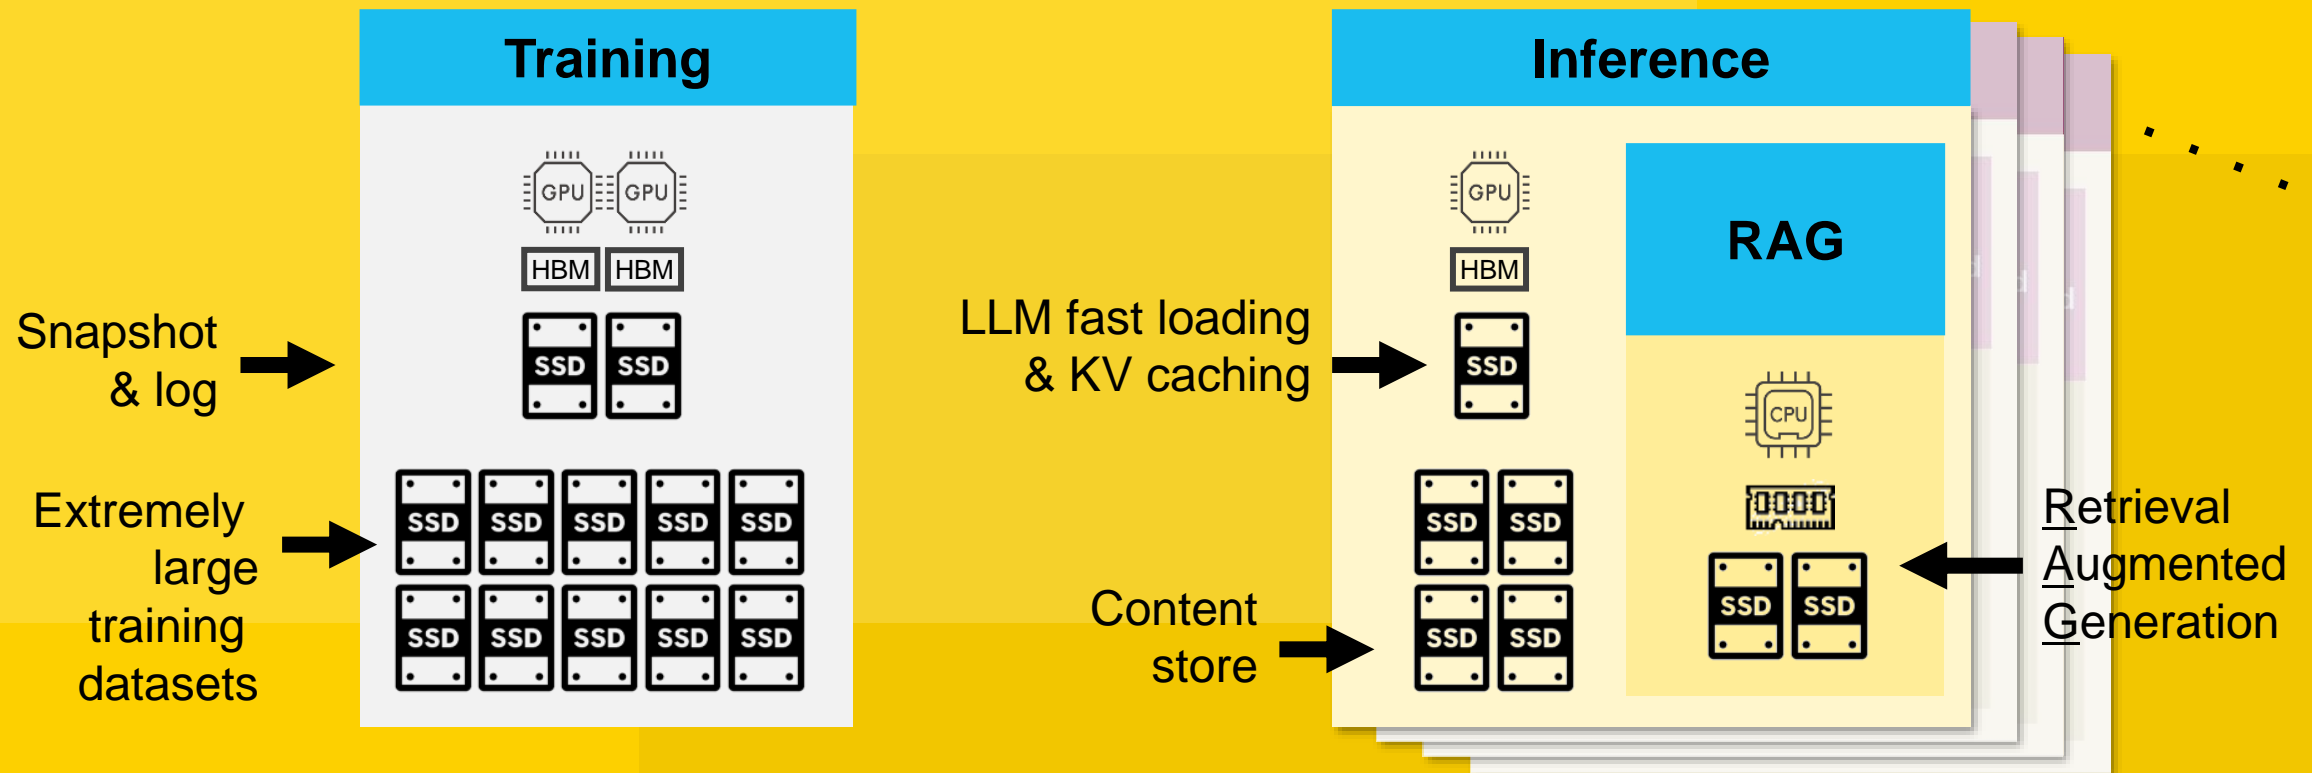 Training
Inference
GPU GPU
HBM HBM
SSD SSD
Snapshot
& log
Extremely
large
training
datasets
SSD SSD SSD SSD SSD
SSD SSD SSD SSD SSD
GPU
HBM
LLM fast loading
& KV caching
SSD
Content
store
SSD SSD
SSD SSD
RAG
CPU
SSD SSD
Retrieval
Augmented
Generation
d
d
d